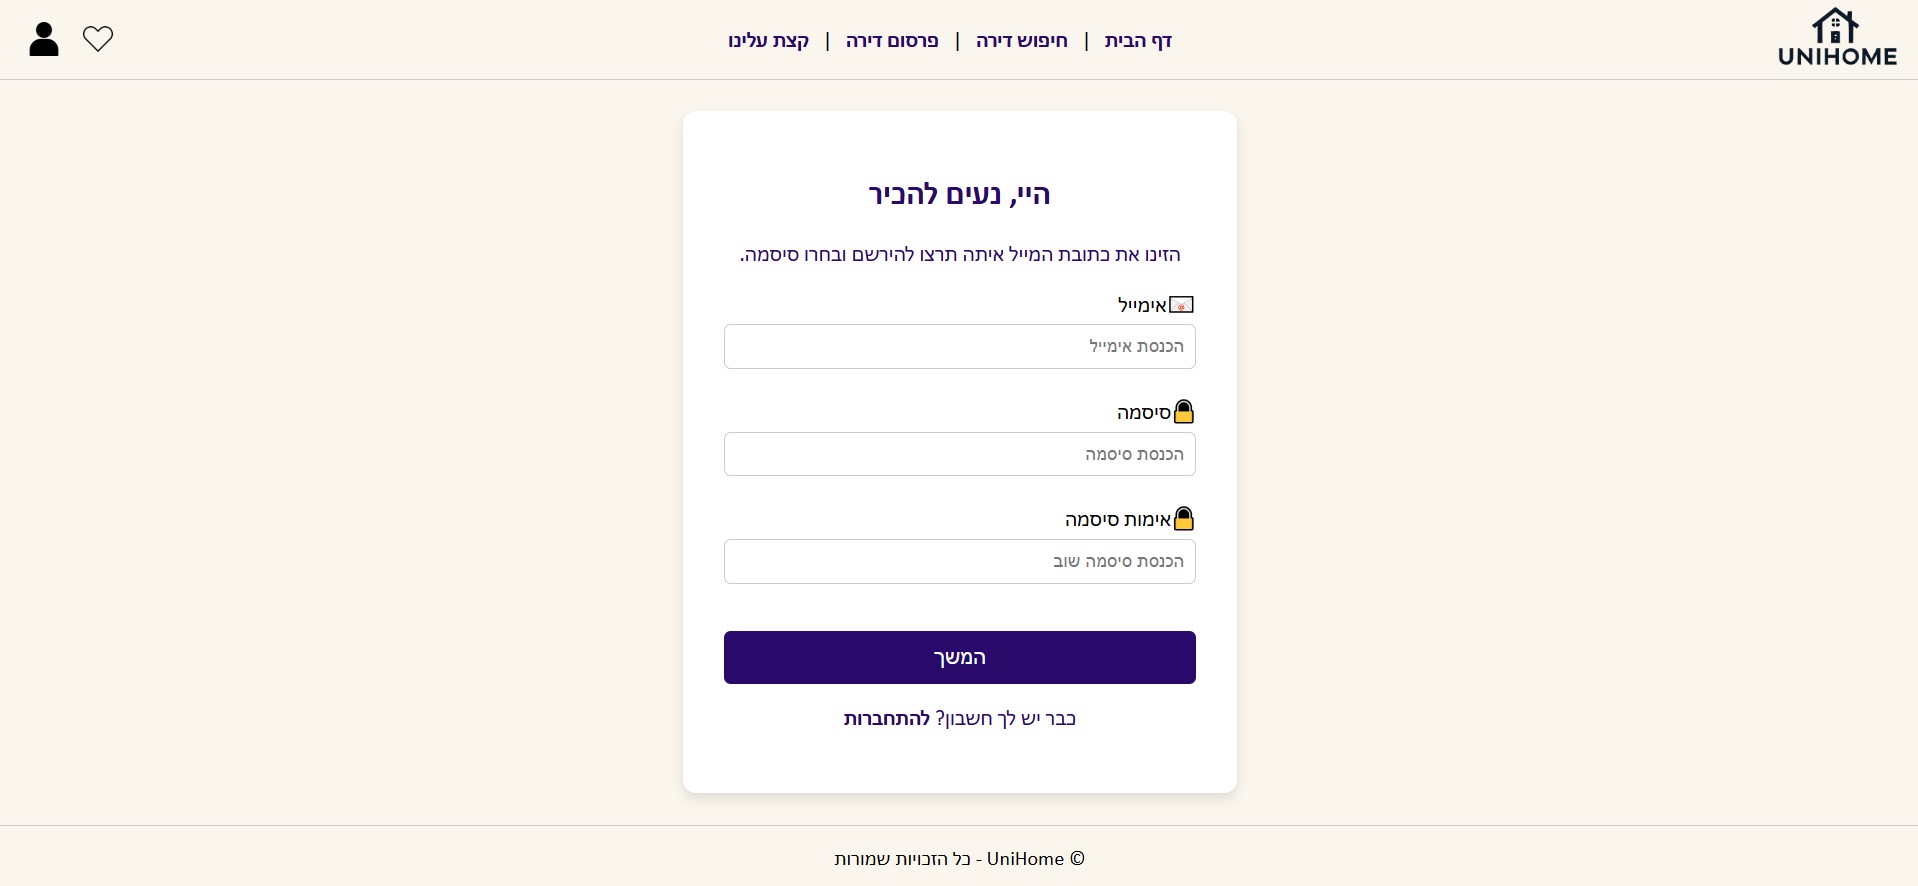 UNIHOME
דף הבית | חיפוש דירה | פרסום דירה | קצת עלינו
היי, נעים להכיר
הזינו את כתובת המייל איתה תרצו להירשם ובחרו סיסמה.
אימייל
הכנסת אימייל
סיסמה
הכנסת סיסמה
אימות סיסמה
הכנסת סיסמה שוב
המשך
כבר יש לך חשבון? להתחברות
© UniHome - כל הזכויות שמורות